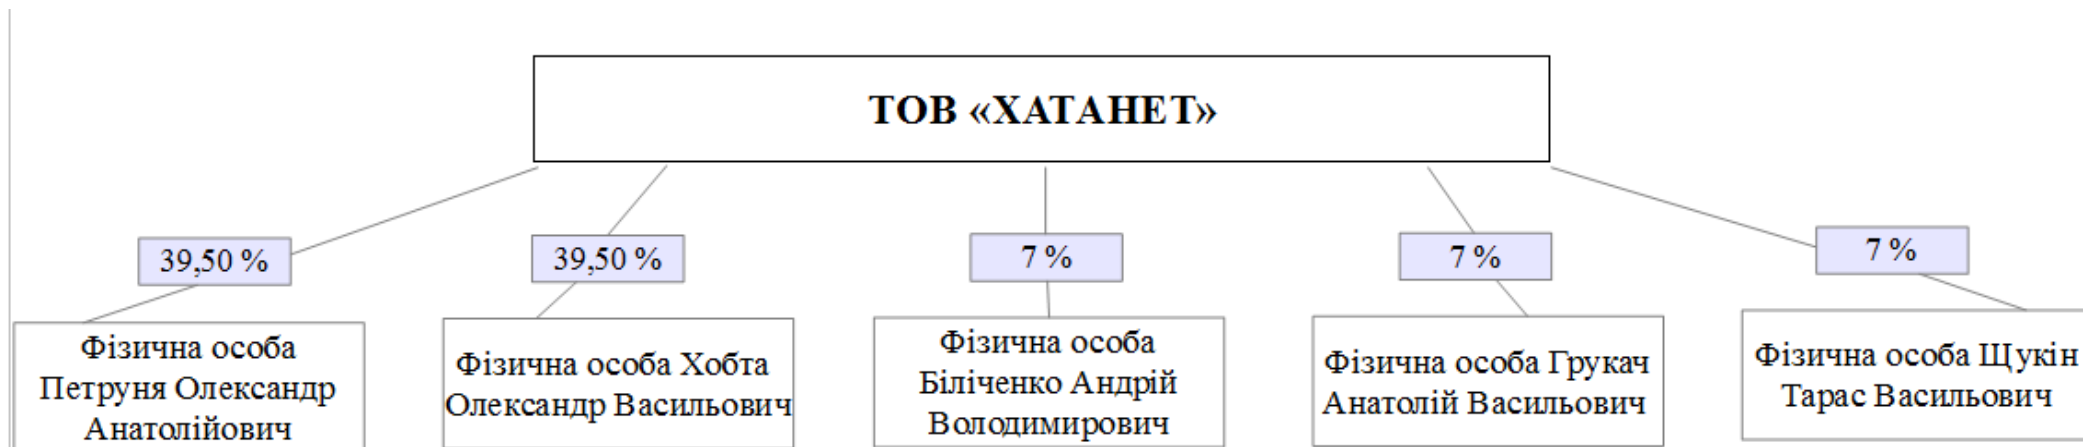 ТОВ «ХАТАНЕТ»
39,50 %
39,50 %
7 %
7 %
7 %
Фізична особа
Петруня Олександр
Анатолійович
Фізична особа Хобта
Олександр Васильович
Фізична особа
Біліченко Андрій
Володимирович
Фізична особа Грукач
Анатолій Васильович
Фізична особа Щукін
Тарас Васильович